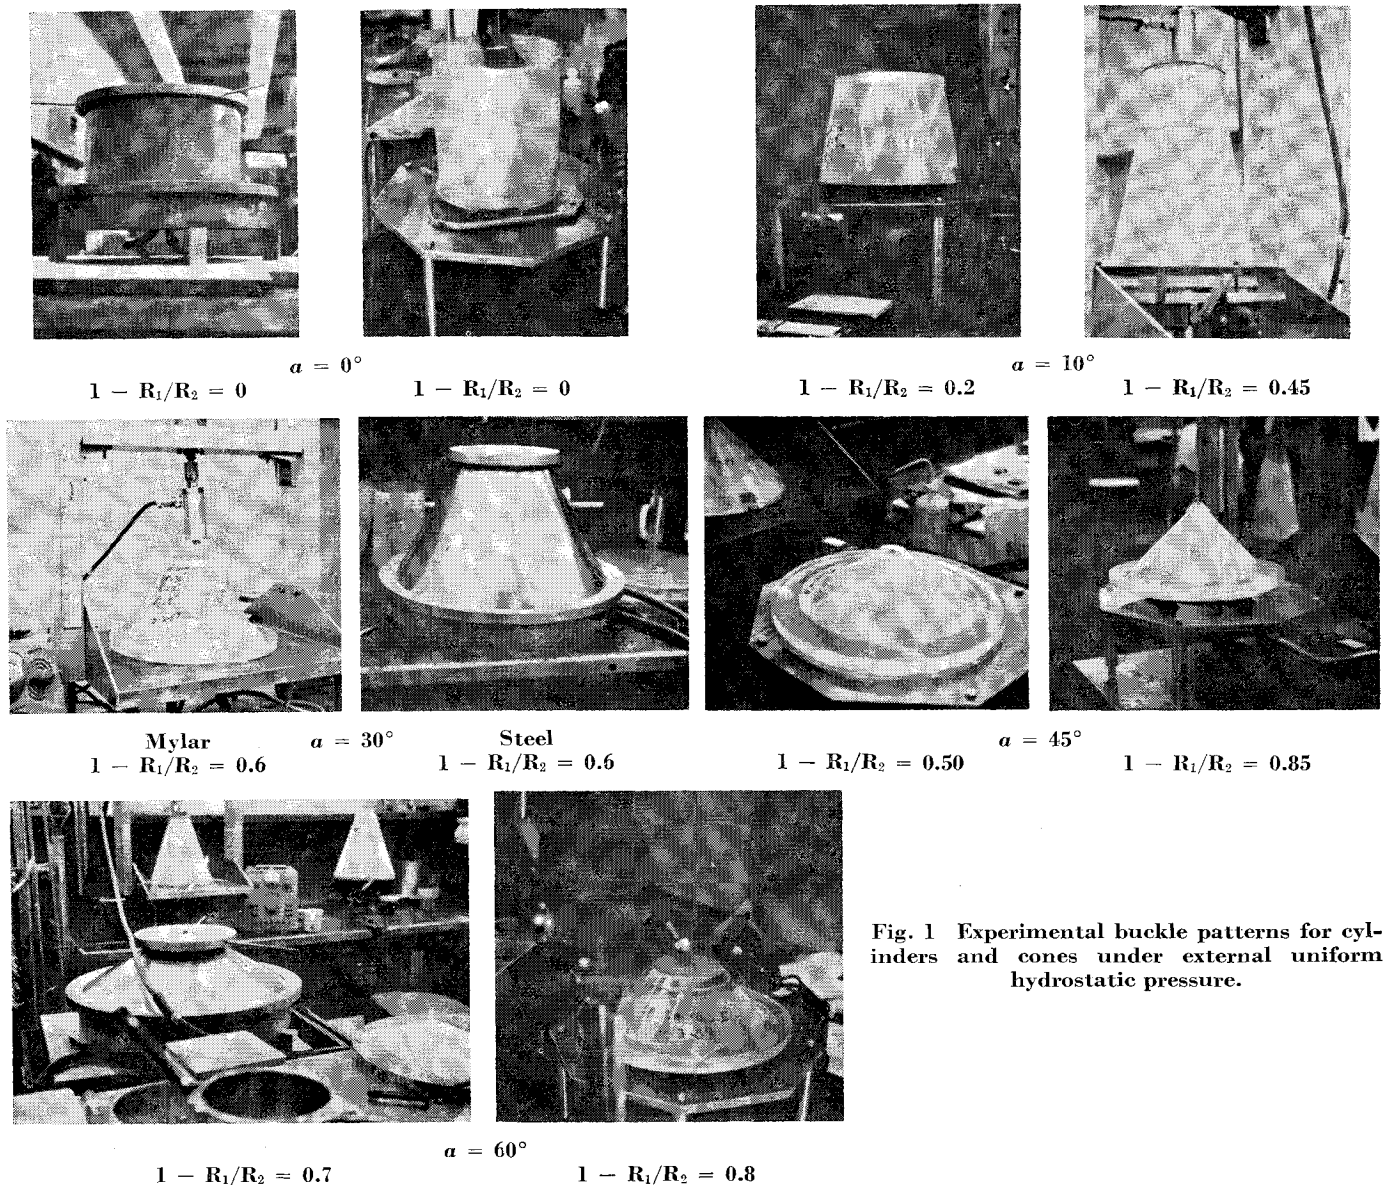 a = 0°
1 − R₁/R₂ = 0
1 − R₁/R₂ = 0
a = 10°
1 − R₁/R₂ = 0.2
1 − R₁/R₂ = 0.45
Mylar
a = 30°
Steel
1 − R₁/R₂ = 0.6
1 − R₁/R₂ = 0.6
a = 45°
1 − R₁/R₂ = 0.50
1 − R₁/R₂ = 0.85
a = 60°
1 − R₁/R₂ = 0.7
1 − R₁/R₂ = 0.8
Fig. 1 Experimental buckle patterns for cyl-
inders and cones under external uniform
hydrostatic pressure.